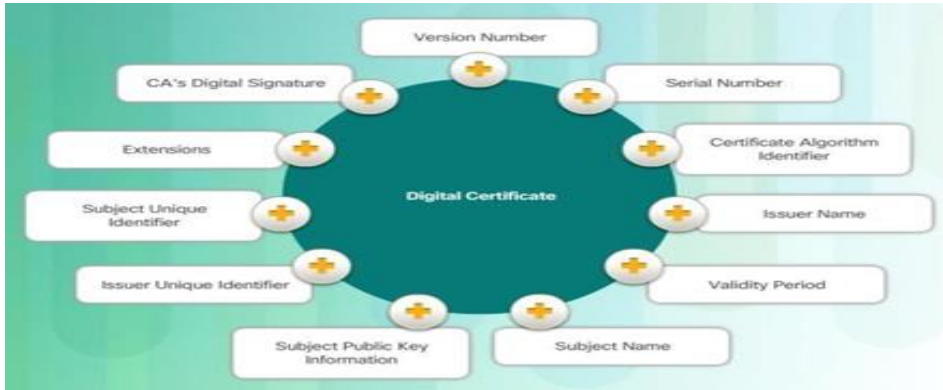 Version Number
CA's Digital Signature
Serial Number
Extensions
Certificate Algorithm
Identifier
Digital Certificate
Subject Unique
Identifier
Issuer Name
Issuer Unique Identifier
Validity Period
Subject Public Key
Information
Subject Name